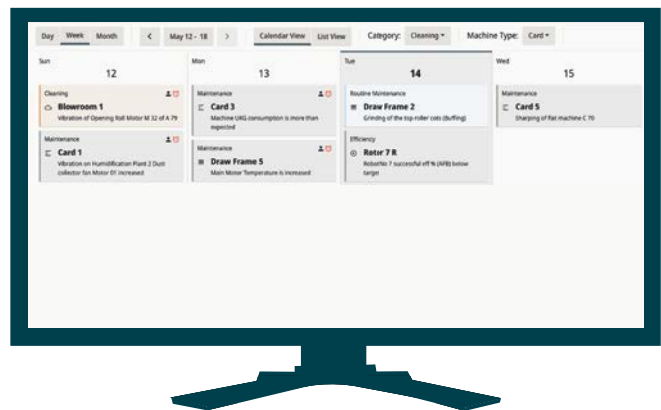 Day Week Month < May 12 - 18 > Calendar View List View Category: Cleaning Machine Type: Card
Sun
12
Cleaning
Blowroom 1
Vibration of Opening Roll Motor M 32 of A 79
Maintenance
Card 1
Vibration on Humidification Plant 2 Dust
collector fan Motor 01 increased
Mon
13
Maintenance
Card 3
Machine UKG consumption is more than
expected
Maintenance
Draw Frame 5
Main Motor Temperature is increased
Tue
14
Routine Maintenance
Draw Frame 2
Grinding of the top roller cots (Buffing)
Efficiency
Rotor 7 R
RobotNo 7 successful eff % (AFB) below
target
Wed
15
Maintenance
Card 5
Sharping of flat machine C 70